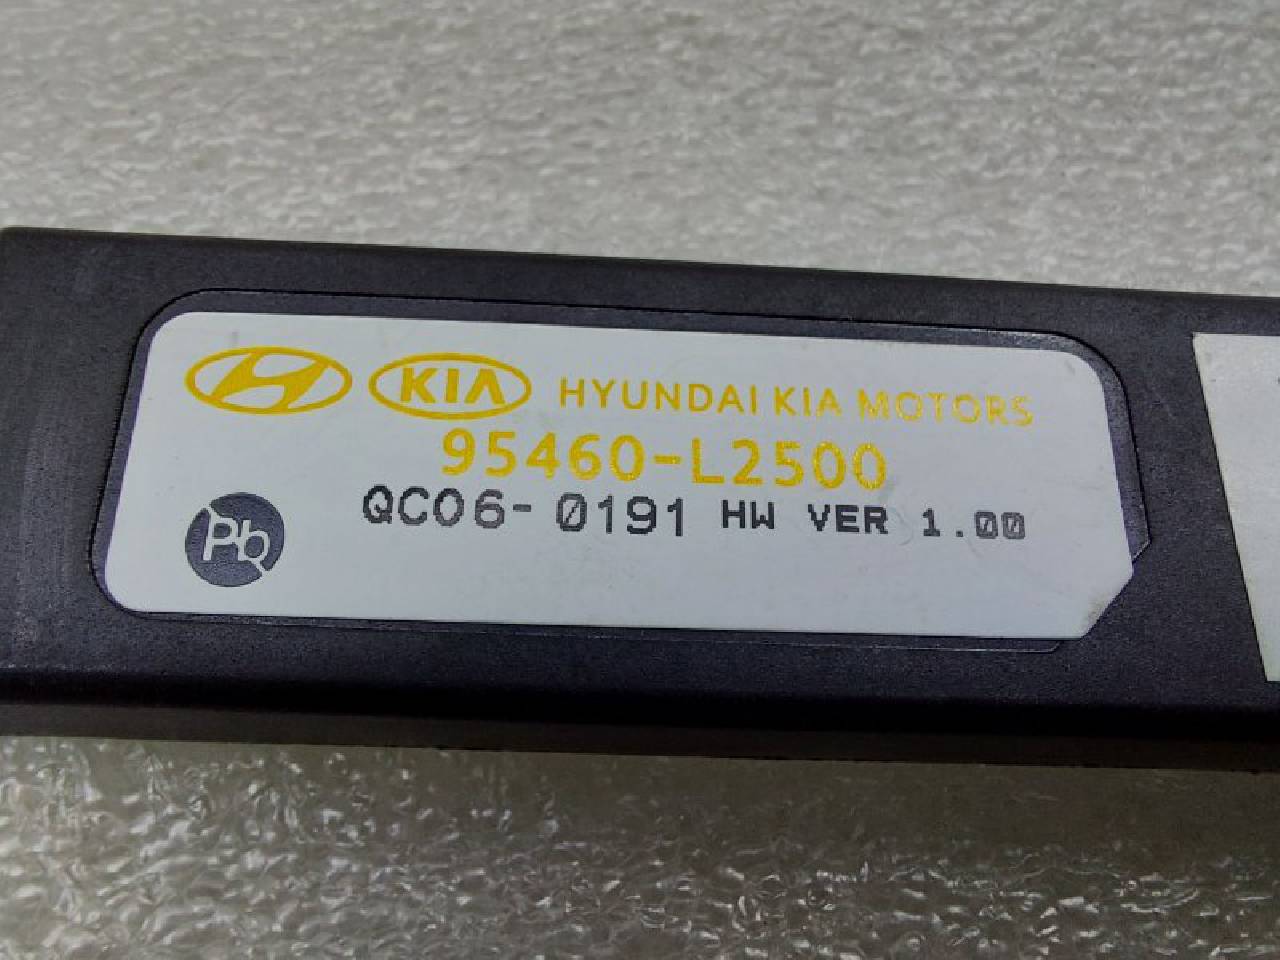 KIA HYUNDAI KIA MOTORS
95460-L2500
QC06-0191 HW VER 1.00
Pb